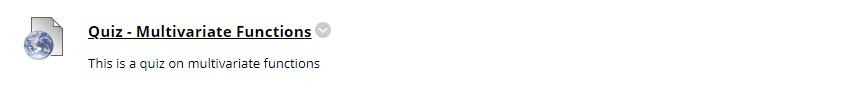 Quiz - Multivariate Functions
This is a quiz on multivariate functions